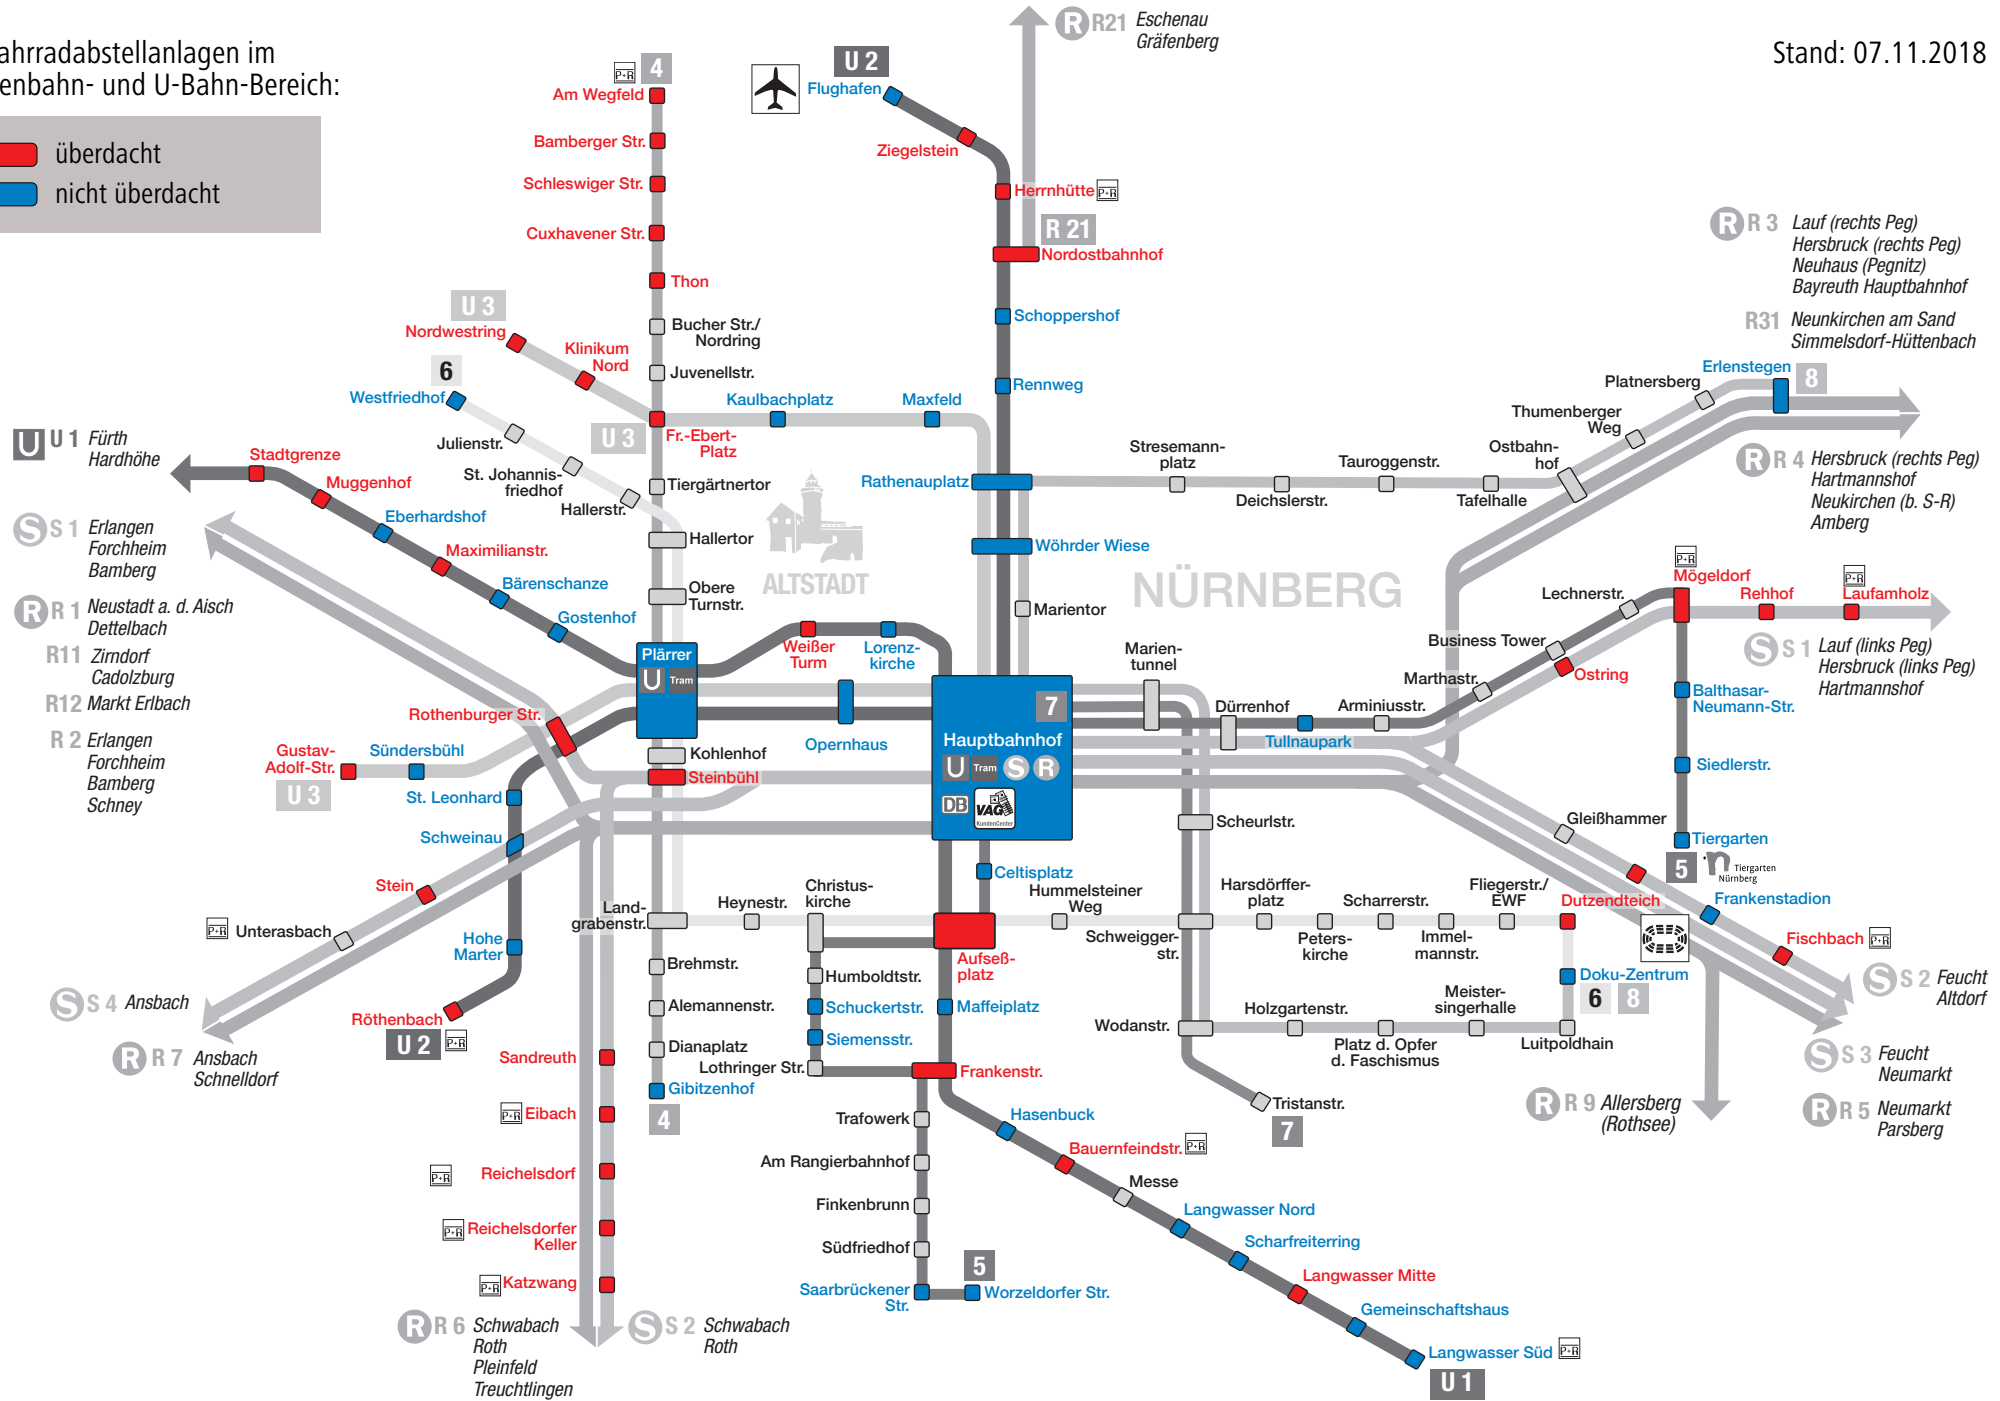 ahrradabstellanlagen im
enbahn- und U-Bahn-Bereich:
überdacht
nicht überdacht
Stand: 07.11.2018
P+R
4
Am Wegfeld
Bamberger Str.
Schleswiger Str.
Cuxhavener Str.
Thon
Bucher Str./
Nordring
Juvenellstr.
U 2
Flughafen
Ziegelstein
Herrnhütte
P+R
R 21
Nordostbahnhof
Schoppershof
Rennweg
R
R21
Eschenau
Gräfenberg
R
R 3
Lauf (rechts Peg)
Hersbruck (rechts Peg)
Neuhaus (Pegnitz)
Bayreuth Hauptbahnhof
R31
Neunkirchen am Sand
Simmelsdorf-Hüttenbach
Erlenstegen
8
Platnersberg
Thumenberger
Weg
Ostbahn-
hof
Tafelhalle
Tauroggenstr.
Deichslerstr.
Stresemann-
platz
R
R 4
Hersbruck (rechts Peg)
Hartmannshof
Neukirchen (b. S-R)
Amberg
U 3
Nordwestring
Klinikum
Nord
U 3
Fr.-Ebert-
Platz
Kaulbachplatz
Maxfeld
Rathenauplatz
Wöhrder Wiese
6
Westfriedhof
Julienstr.
St. Johannis-
friedhof
Hallerstr.
Tiergärtnertor
Hallertor
Obere
Turnstr.
ALTSTADT
NÜRNBERG
Marientor
U
U 1
Fürth
Hardhöhe
Stadtgrenze
Muggenhof
Eberhardshof
Maximilianstr.
Bärenschanze
Gostenhof
S
S 1
Erlangen
Forchheim
Bamberg
R
R 1
Neustadt a. d. Aisch
Dettelbach
R11
Zirndorf
Cadolzburg
R12
Markt Erlbach
R 2
Erlangen
Forchheim
Bamberg
Schney
Plärrer
U
Tram
Weißer
Turm
Lorenz-
kirche
Opernhaus
7
Hauptbahnhof
U
Tram
S
R
DB
VAG
KundenCenter
Marien-
tunnel
Dürrenhof
Tullnaupark
Arminiusstr.
Marthastr.
Business Tower
Ostring
Lechnerstr.
P+R
Mögeldorf
Rehhof
P+R
Laufamholz
S
S 1
Lauf (links Peg)
Hersbruck (links Peg)
Hartmannshof
Balthasar-
Neumann-Str.
Siedlerstr.
Tiergarten
5
n
Tiergarten
Nürnberg
Rothenburger Str.
Gustav-
Adolf-Str.
U 3
Sündersbühl
St. Leonhard
Schweinau
Stein
P+R
Unterasbach
Hohe
Marter
Röthenbach
U 2
P+R
Kohlenhof
Steinbühl
S
S 4
Ansbach
R
R 7
Ansbach
Schnelldorf
Sandreuth
P+R
Eibach
P+R
Reichelsdorf
P+R
Reichelsdorfer
Keller
P+R
Katzwang
R
R 6
Schwabach
Roth
Pleinfeld
Treuchtlingen
S
S 2
Schwabach
Roth
Land-
grabenstr.
Heynestr.
Christus-
kirche
Brehmstr.
Alemannenstr.
Dianaplatz
Gibitzenhof
4
Humboldtstr.
Schuckertstr.
Siemensstr.
Lothringer Str.
Celtisplatz
Aufseß-
platz
Maffeiplatz
Frankenstr.
Trafowerk
Am Rangierbahnhof
Finkenbrunn
Südfriedhof
Saarbrückener
Str.
5
Worzeldorfer Str.
Hasenbuck
Bauernfeindstr.
P+R
Messe
Langwasser Nord
Scharfreiterring
Langwasser Mitte
Gemeinschaftshaus
Langwasser Süd
P+R
U 1
Scheurlstr.
Hummelsteiner
Weg
Schweigger-
str.
Harsdörffer-
platz
Peters-
kirche
Scharrerstr.
Immel-
mannstr.
Fliegerstr./
EWF
Dutzendteich
Doku-Zentrum
6
8
Luitpoldhain
Meister-
singerhalle
Platz d. Opfer
d. Faschismus
Holzgartenstr.
Wodanstr.
Tristanstr.
7
Gleißhammer
Frankenstadion
Fischbach
P+R
S
S 2
Feucht
Altdorf
S
S 3
Feucht
Neumarkt
R
R 5
Neumarkt
Parsberg
R
R 9
Allersberg
(Rothsee)